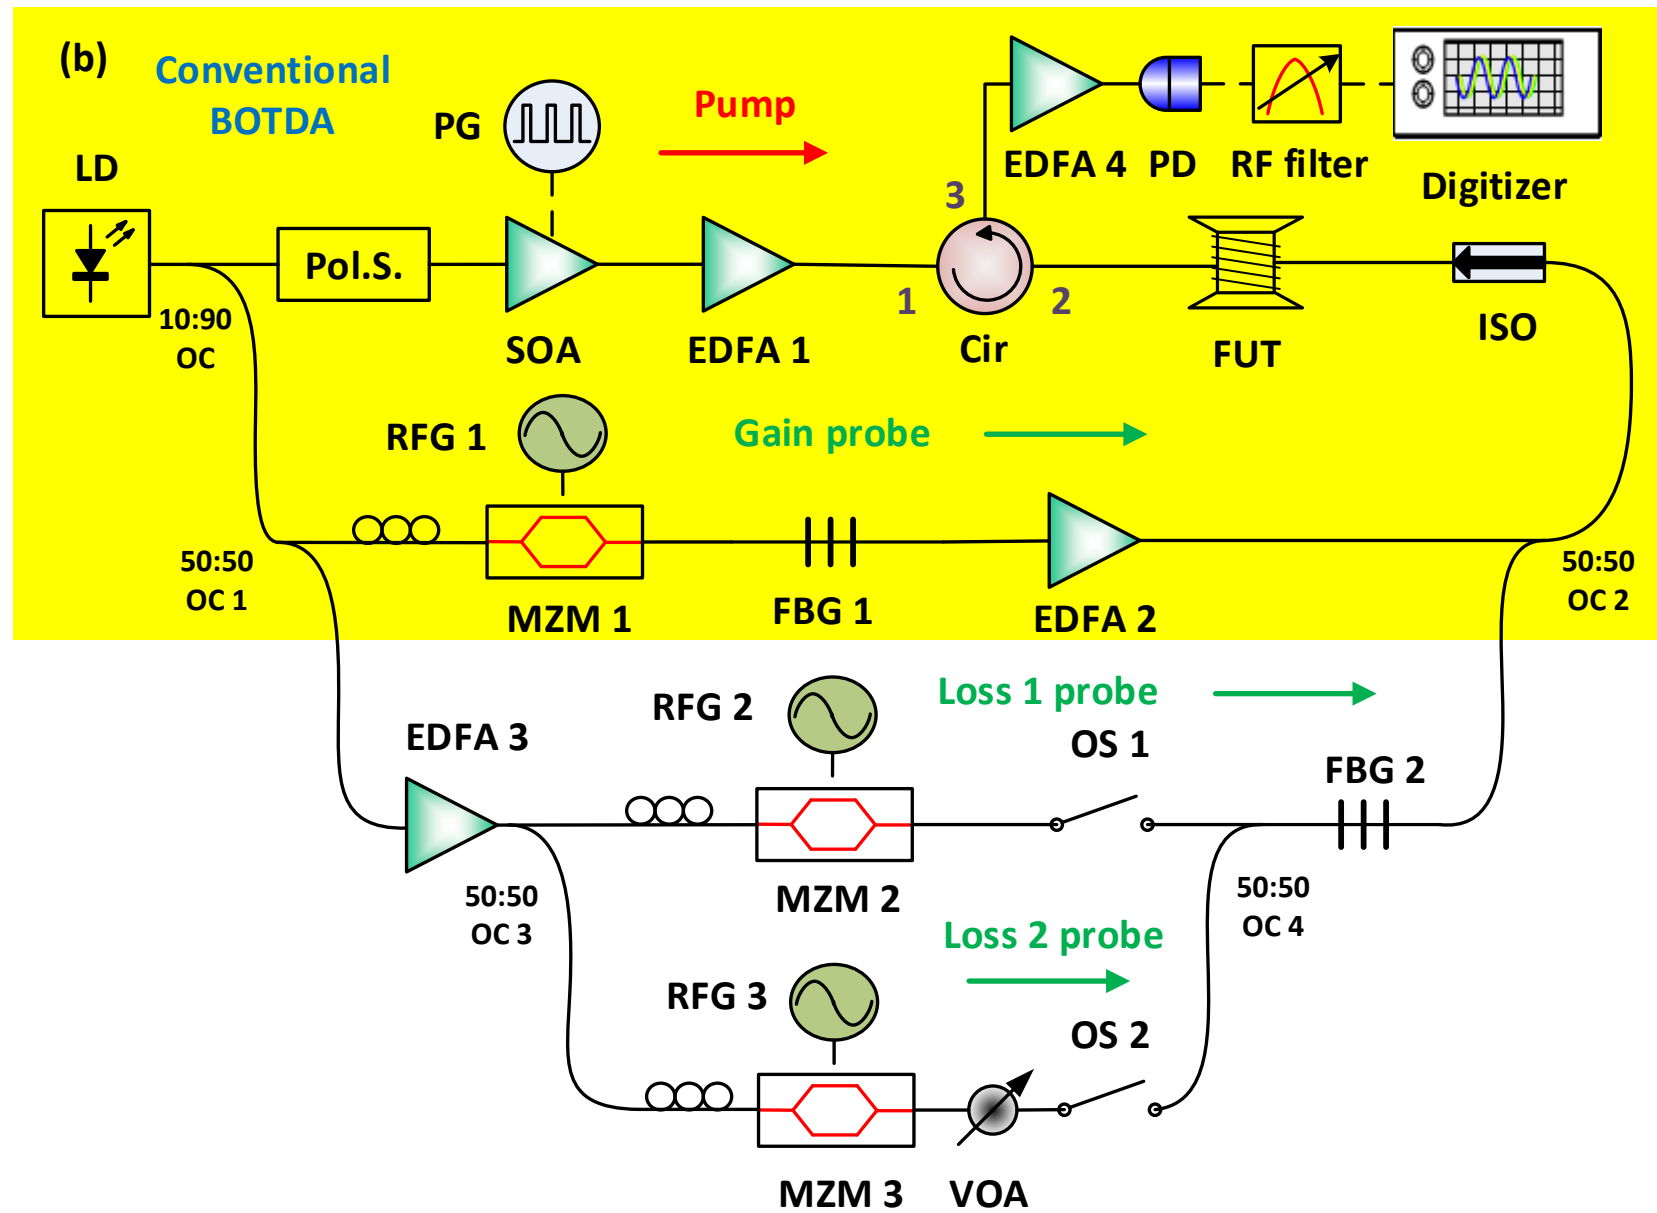 (b)
Conventional
BOTDA
PG
Pump
LD
Pol.S.
10:90
OC
SOA
EDFA 1
3
1
2
Cir
EDFA 4
PD
RF filter
Digitizer
FUT
ISO
RFG 1
Gain probe
50:50
OC 1
MZM 1
FBG 1
EDFA 2
50:50
OC 2
RFG 2
Loss 1 probe
EDFA 3
OS 1
FBG 2
50:50
OC 3
MZM 2
50:50
OC 4
Loss 2 probe
RFG 3
OS 2
MZM 3
VOA